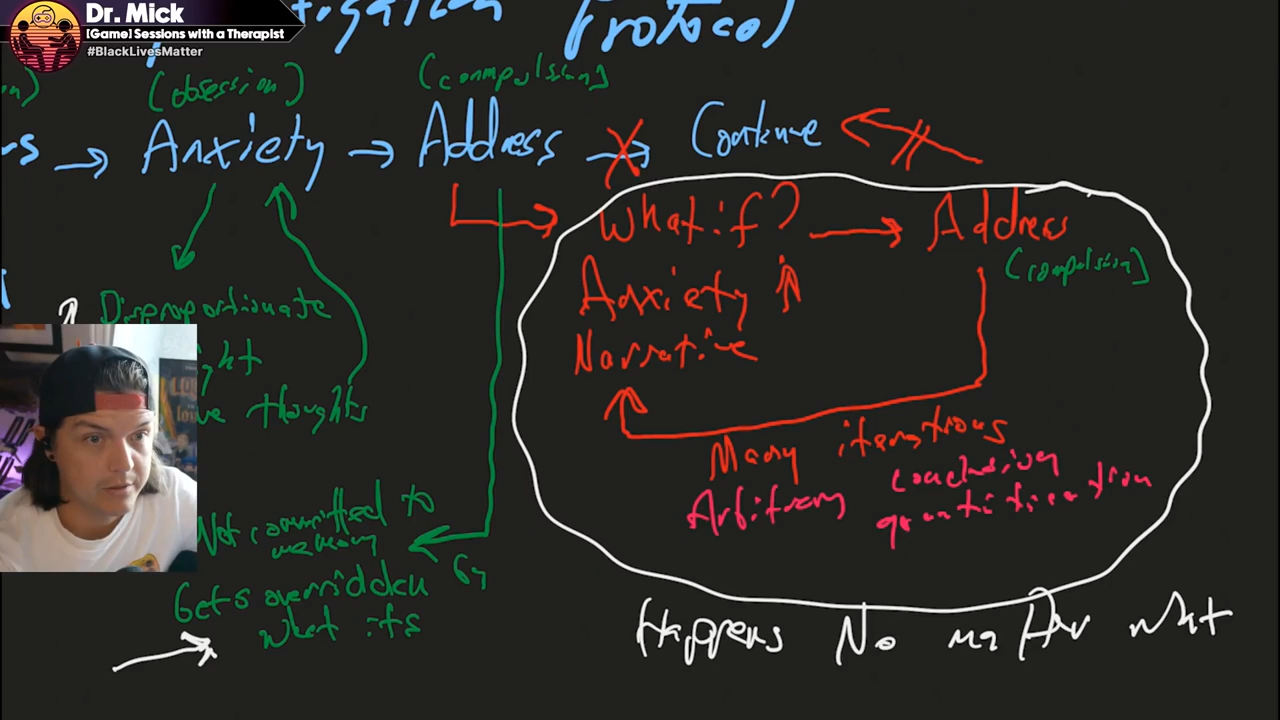 Dr. Mick
[Game] Sessions with a Therapist
#BlackLivesMatter
Protocol
(obsession)
(compulsion)
Anxiety → Address → Continue
What if? → Address
(compulsion)
Anxiety ↑
Narrative
Disproportionate
thoughts
Many iterations
Arbitrary conclusion
quantification
Not committed to
memory
Gets overridden by
what ifs
Happens No matter what